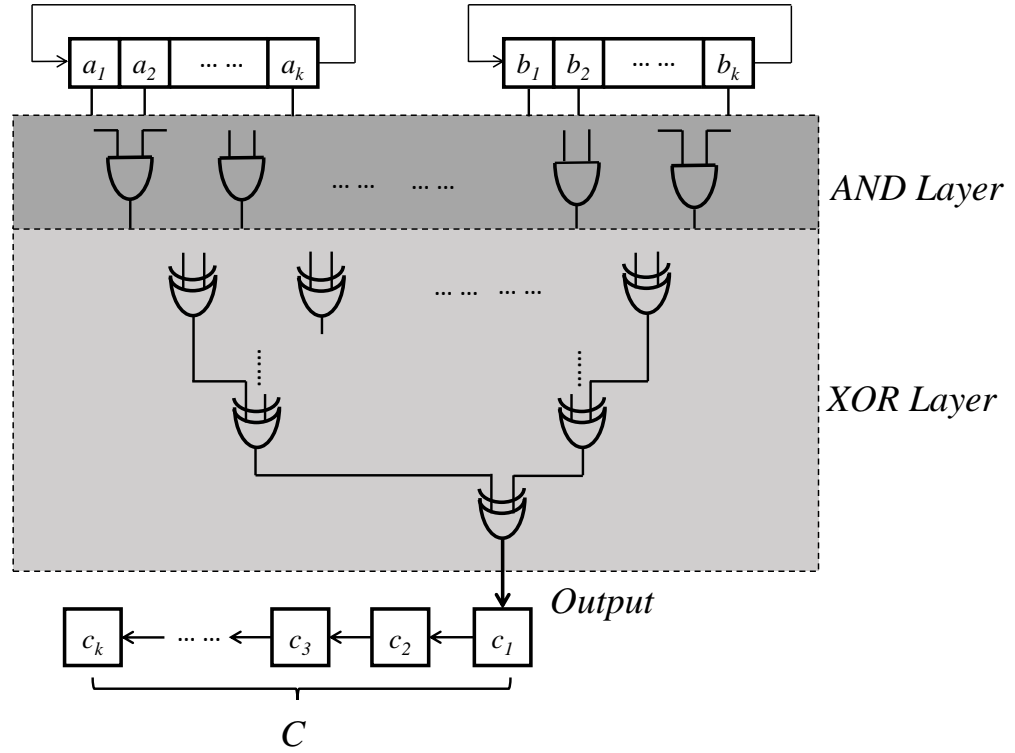 a1 a2 ... ... ak
b1 b2 ... ... bk
... ... ... ...
AND Layer
... ... ... ...
XOR Layer
Output
ck ... ... c3 c2 c1
C